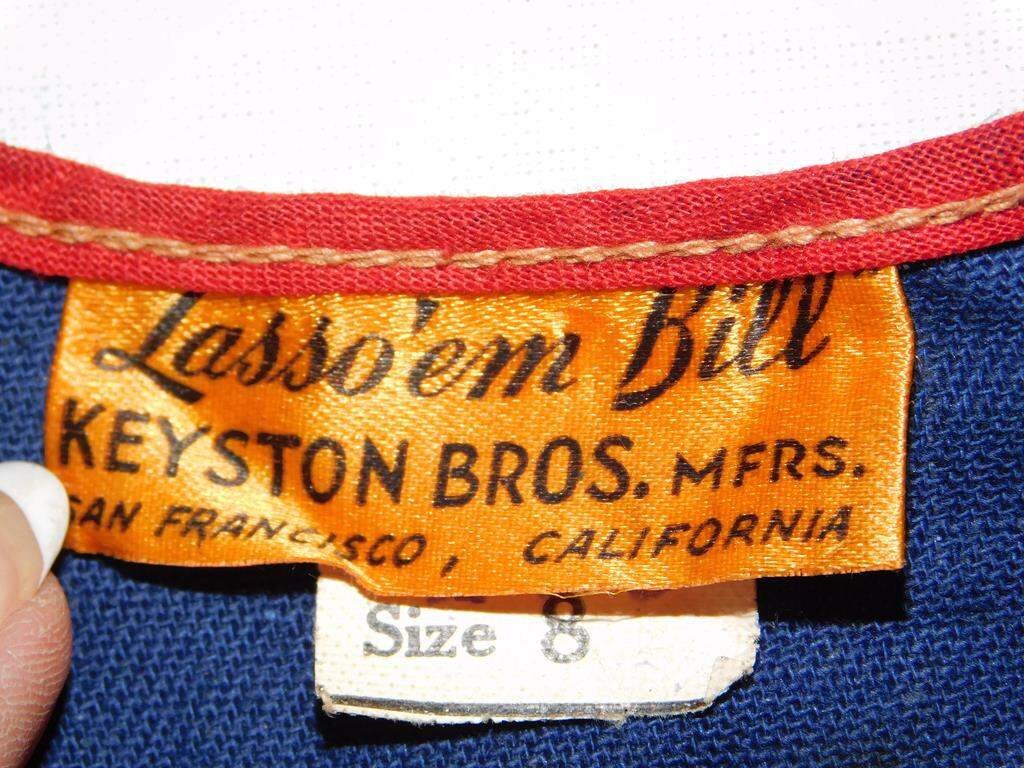 Lasso'em Bill
KEYSTON BROS. MFRS.
SAN FRANCISCO, CALIFORNIA
Size 8